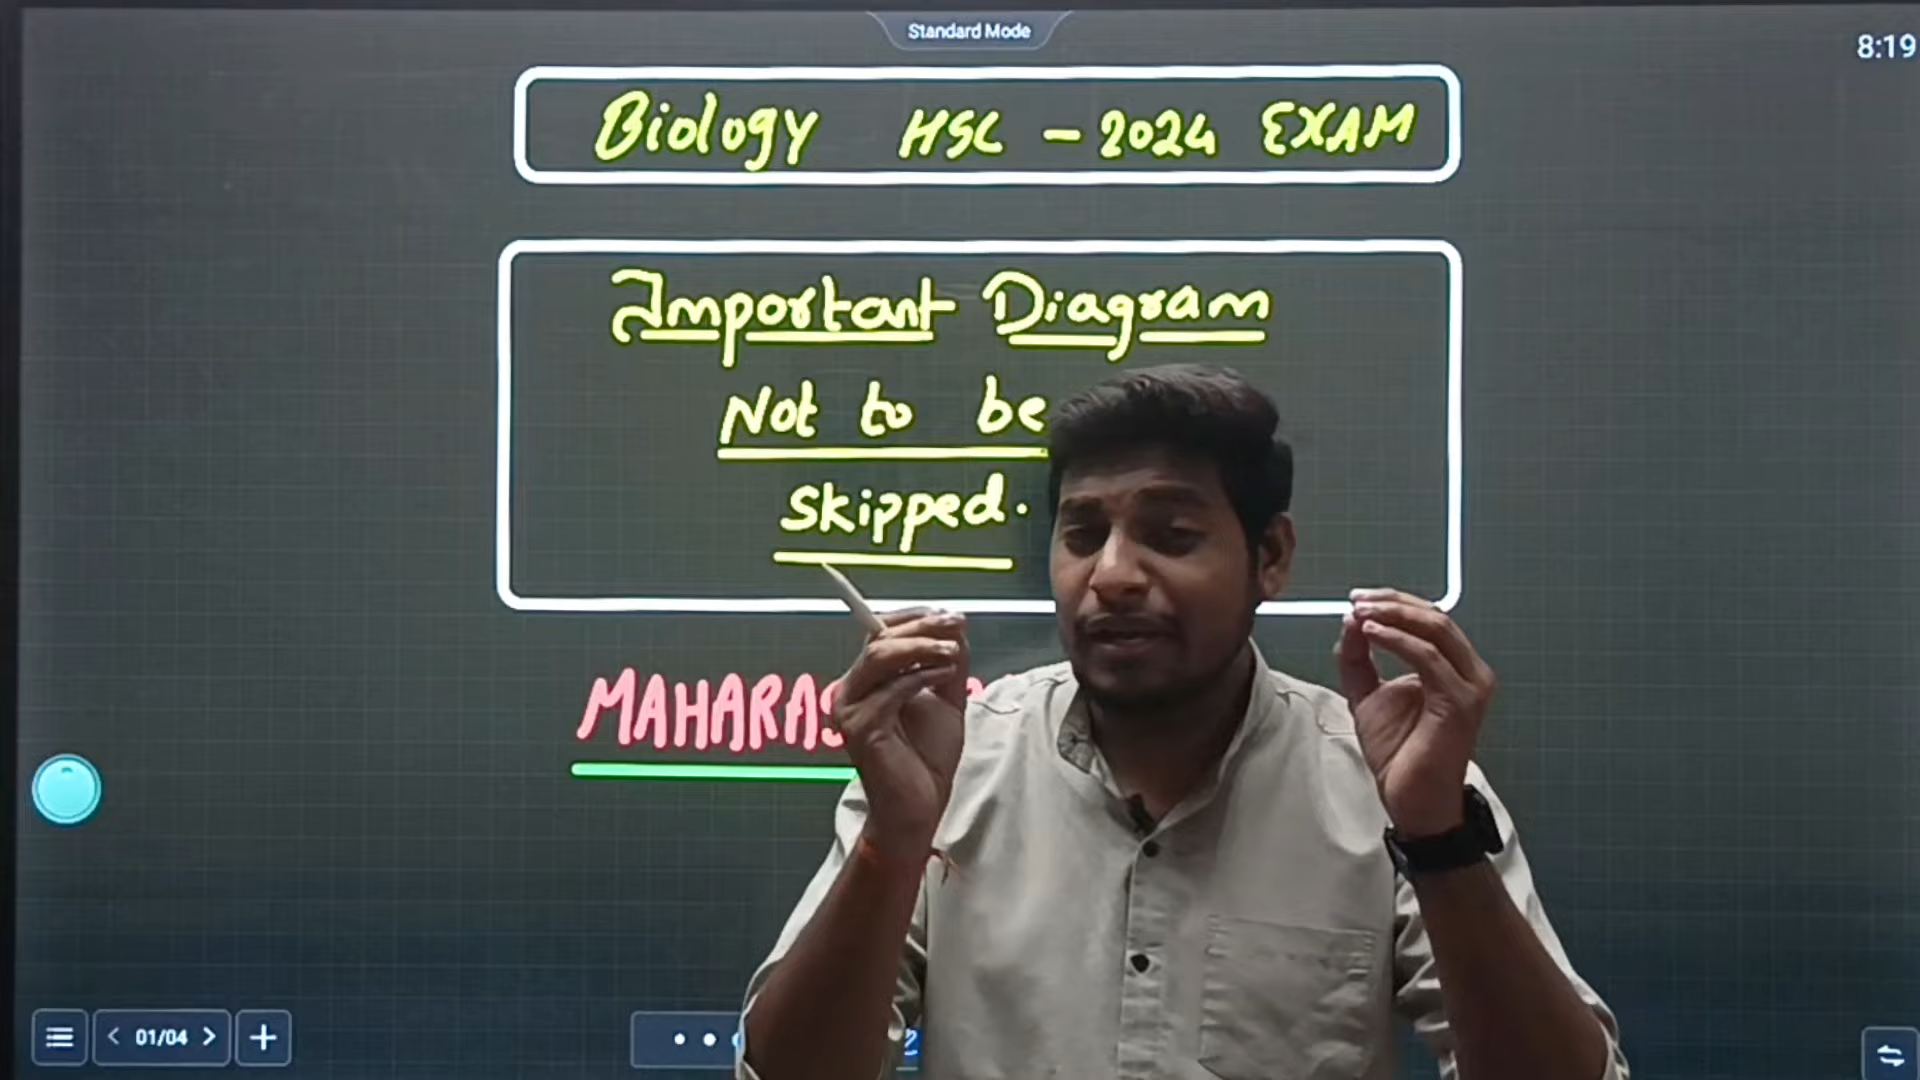 Standard Mode
8:19
Biology HSC - 2024 EXAM
Important Diagram
Not to be
skipped.
01/04